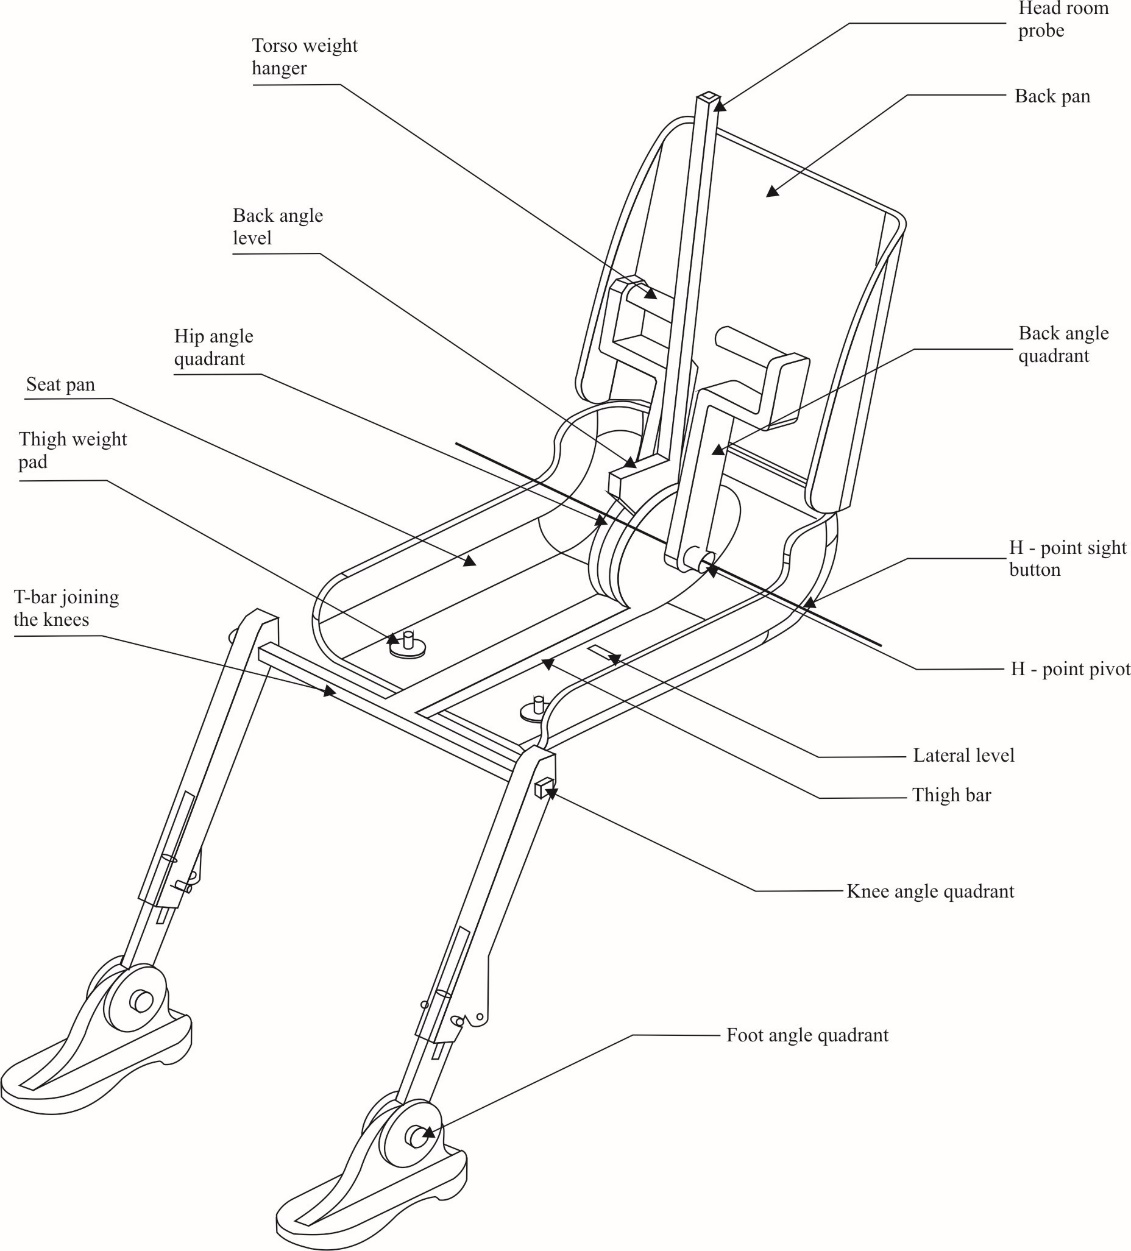 Head room
probe
Torso weight
hanger
Back pan
Back angle
level
Hip angle
quadrant
Back angle
quadrant
Seat pan
Thigh weight
pad
H - point sight
button
T-bar joining
the knees
H - point pivot
Lateral level
Thigh bar
Knee angle quadrant
Foot angle quadrant